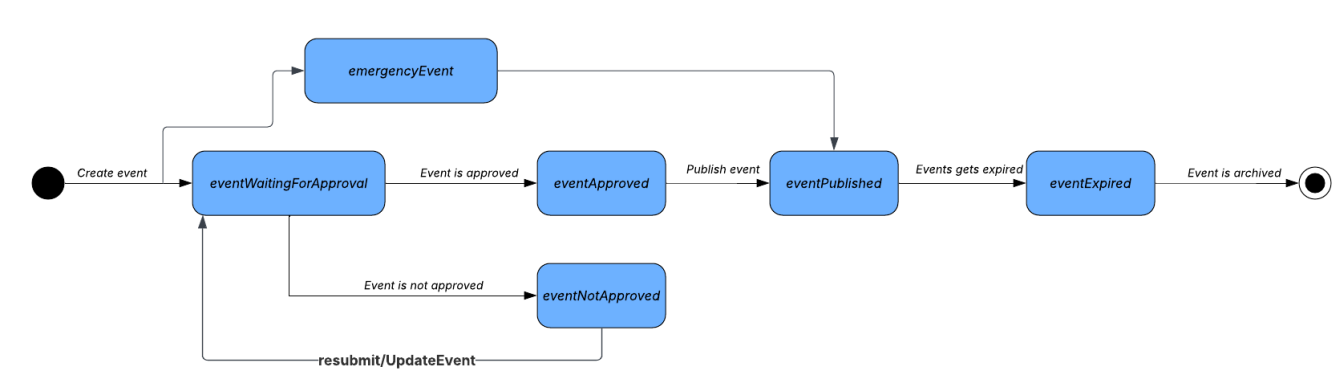 emergencyEvent
Create event
eventWaitingForApproval
Event is approved
eventApproved
Publish event
eventPublished
Events gets expired
eventExpired
Event is archived
Event is not approved
eventNotApproved
resubmit/UpdateEvent